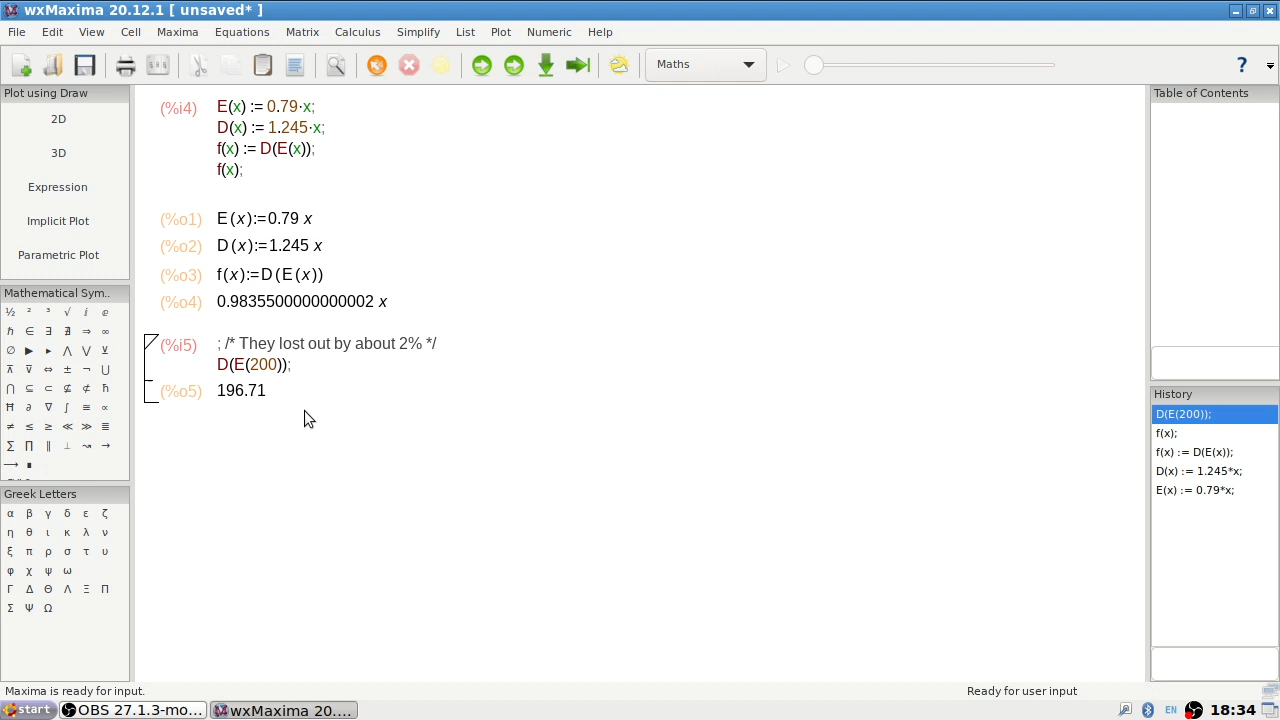 wxMaxima 20.12.1 [ unsaved* ]
File Edit View Cell Maxima Equations Matrix Calculus Simplify List Plot Numeric Help
Maths
?
Plot using Draw
2D
3D
Expression
Implicit Plot
Parametric Plot
Mathematical Sym..
½ ² ³ √ ⅈ ⅇ
ℏ ∈ ∃ ∄ ⇒ ∞
∅ ▶ ▸ ⋀ ⋁ ⊻
⊼ ⊽ ⇔ ± ¬ ⋃
⋂ ⊆ ⊂ ⊈ ⊄ ħ
Ħ ∂ ∇ ∫ ≅ ∝
≠ ≤ ≥ ≪ ≫ ≣
∑ ∏ ∥ ⟂ ↝ →
⟶ ∎
Greek Letters
α β γ δ ε ζ
η θ ι κ λ ν
ξ π ρ σ τ υ
φ χ ψ ω
Γ Δ Θ Λ Ξ Π
Σ Ψ Ω
(%i4) E(x) := 0.79·x;
D(x) := 1.245·x;
f(x) := D(E(x));
f(x);
(%o1) E(x):=0.79 x
(%o2) D(x):=1.245 x
(%o3) f(x):=D(E(x))
(%o4) 0.9835500000000002 x
(%i5) ; /* They lost out by about 2% */
D(E(200));
(%o5) 196.71
Table of Contents
History
D(E(200));
f(x);
f(x) := D(E(x));
D(x) := 1.245*x;
E(x) := 0.79*x;
Maxima is ready for input.
Ready for user input
start
OBS 27.1.3-mo...
wxMaxima 20....
EN
18:34